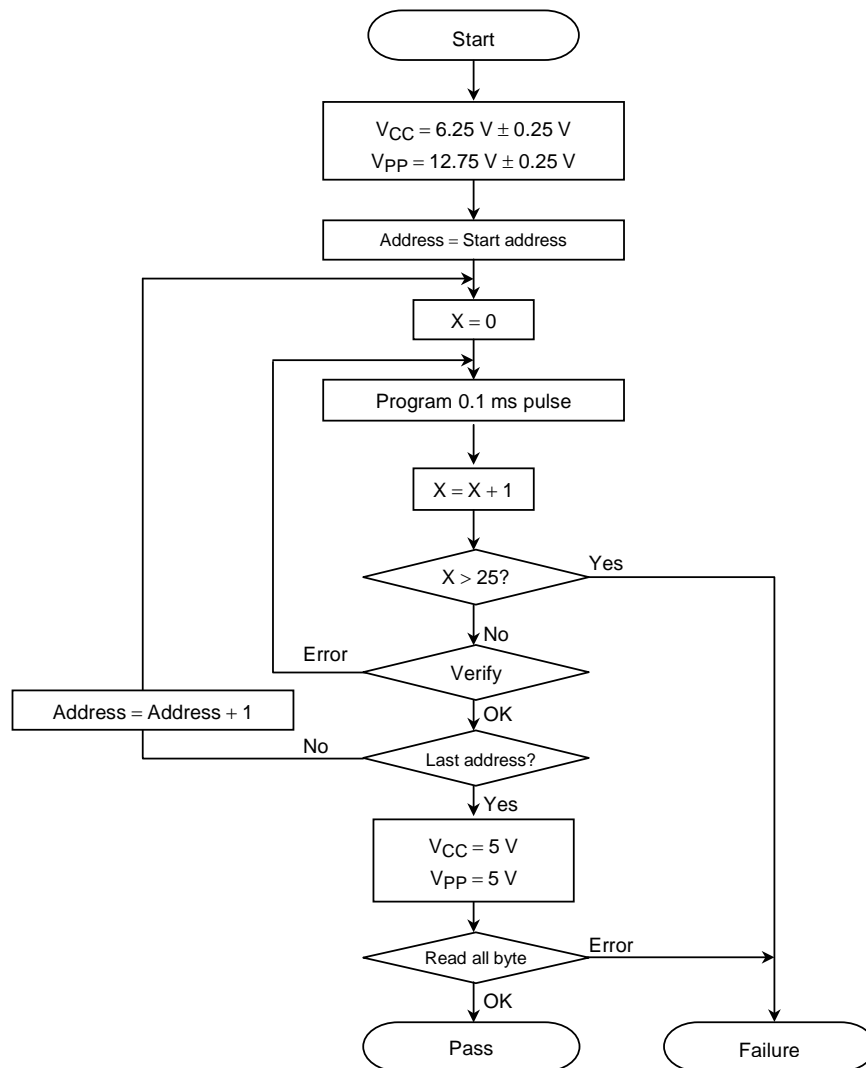 Start
VCC = 6.25 V ± 0.25 V
VPP = 12.75 V ± 0.25 V
Address = Start address
X = 0
Program 0.1 ms pulse
X = X + 1
X > 25?
Yes
No
Error
Verify
Address = Address + 1
OK
No
Last address?
Yes
VCC = 5 V
VPP = 5 V
Read all byte
Error
OK
Pass
Failure